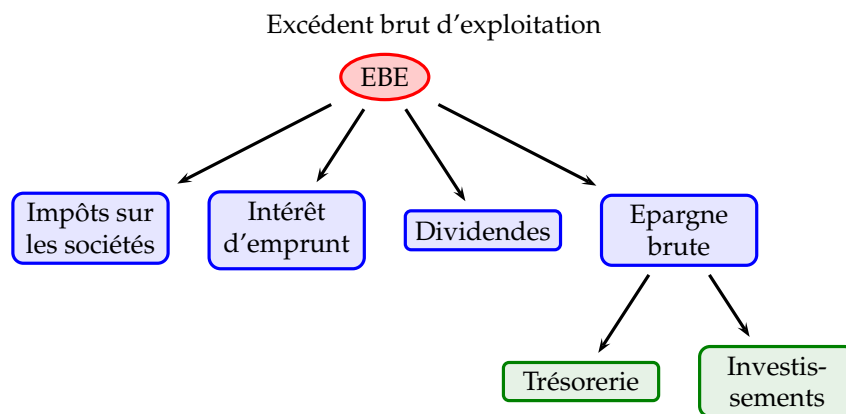 Excédent brut d’exploitation
EBE
Impôts sur
les sociétés
Intérêt
d’emprunt
Dividendes
Epargne
brute
Trésorerie
Investis-
sements